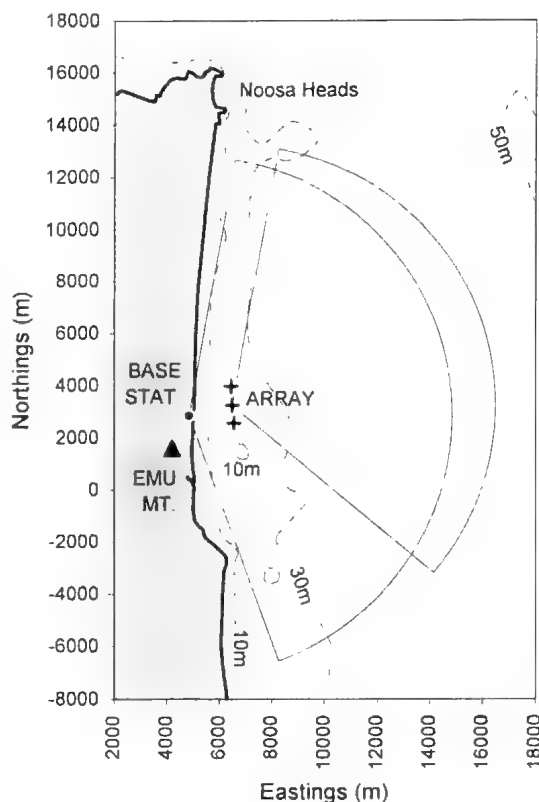 18000
16000
14000
12000
10000
8000
6000
4000
2000
0
-2000
-4000
-6000
-8000
Northings (m)
Noosa Heads
50m
BASE
STAT
ARRAY
EMU
MT.
10m
30m
10m
2000
4000
6000
8000
10000
12000
14000
16000
18000
Eastings (m)